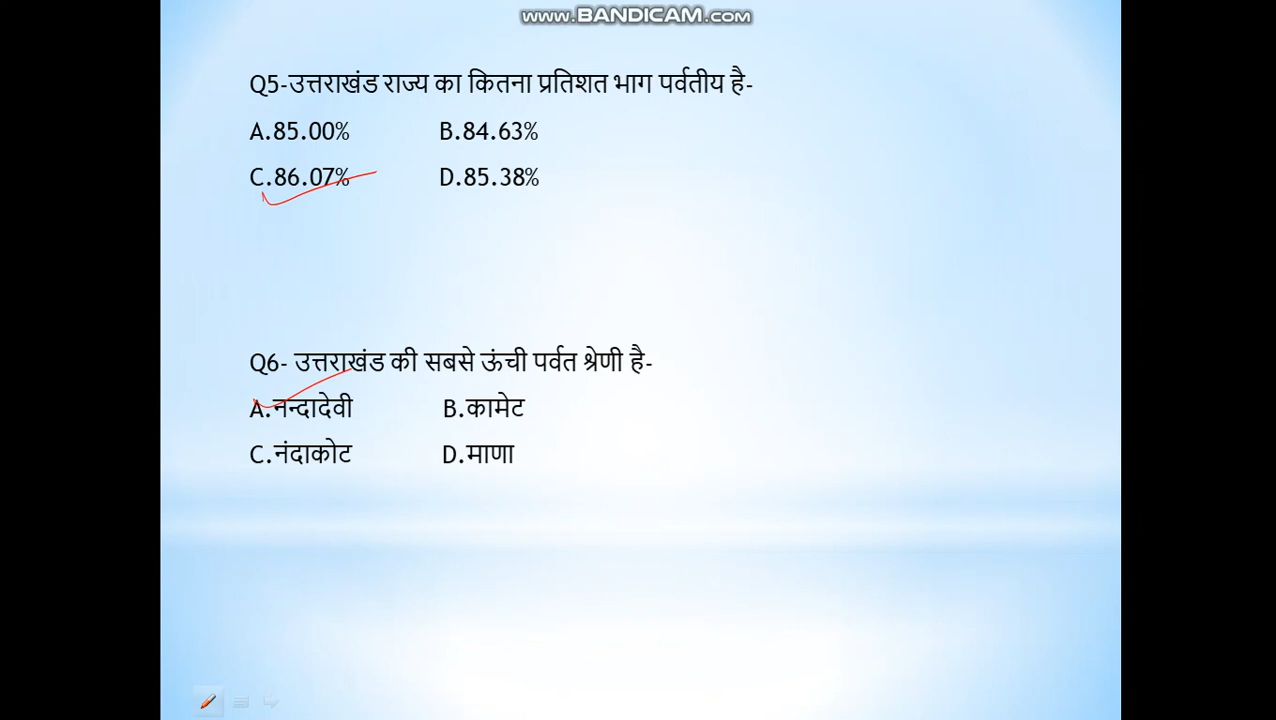 www.BANDICAM.com
Q5-उत्तराखंड राज्य का कितना प्रतिशत भाग पर्वतीय है-
A.85.00% B.84.63%
C.86.07% D.85.38%
Q6- उत्तराखंड की सबसे ऊंची पर्वत श्रेणी है-
A.नन्दादेवी B.कामेट
C.नंदाकोट D.माणा